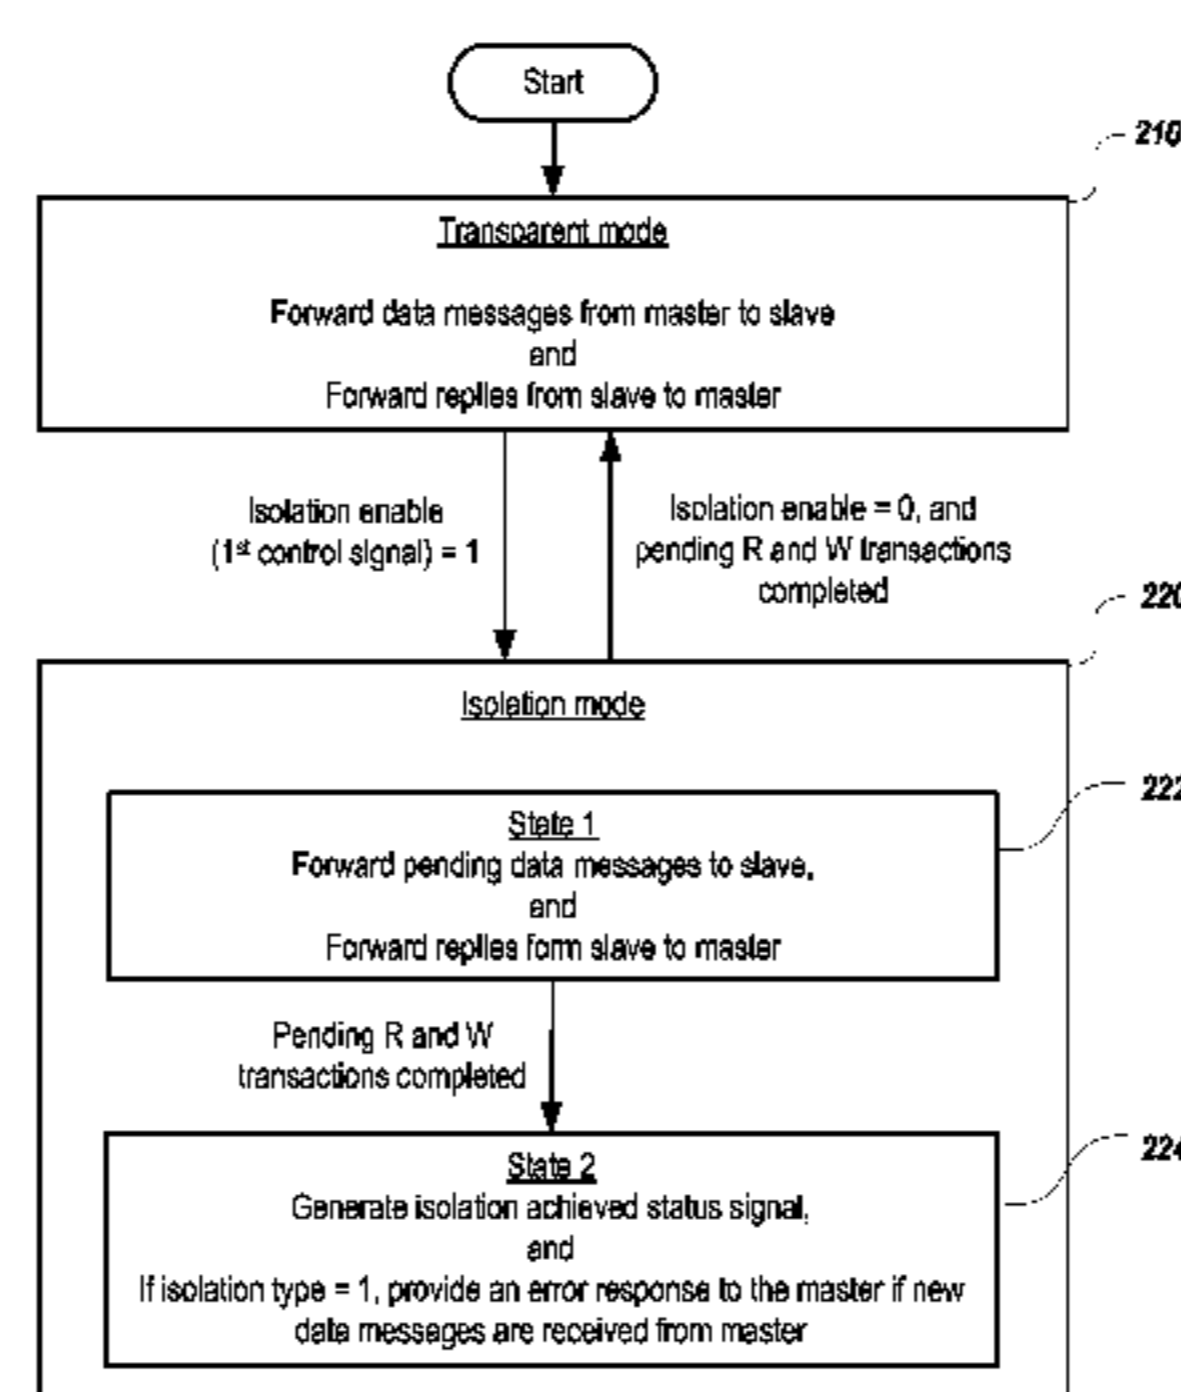 Start
210
Transparent mode
Forward data messages from master to slave
and
Forward replies from slave to master
Isolation enable
(1st control signal) = 1
Isolation enable = 0, and
pending R and W transactions
completed
220
Isolation mode
222
State 1
Forward pending data messages to slave,
and
Forward replies form slave to master
Pending R and W
transactions completed
224
State 2
Generate isolation achieved status signal,
and
If isolation type = 1, provide an error response to the master if new
data messages are received from master